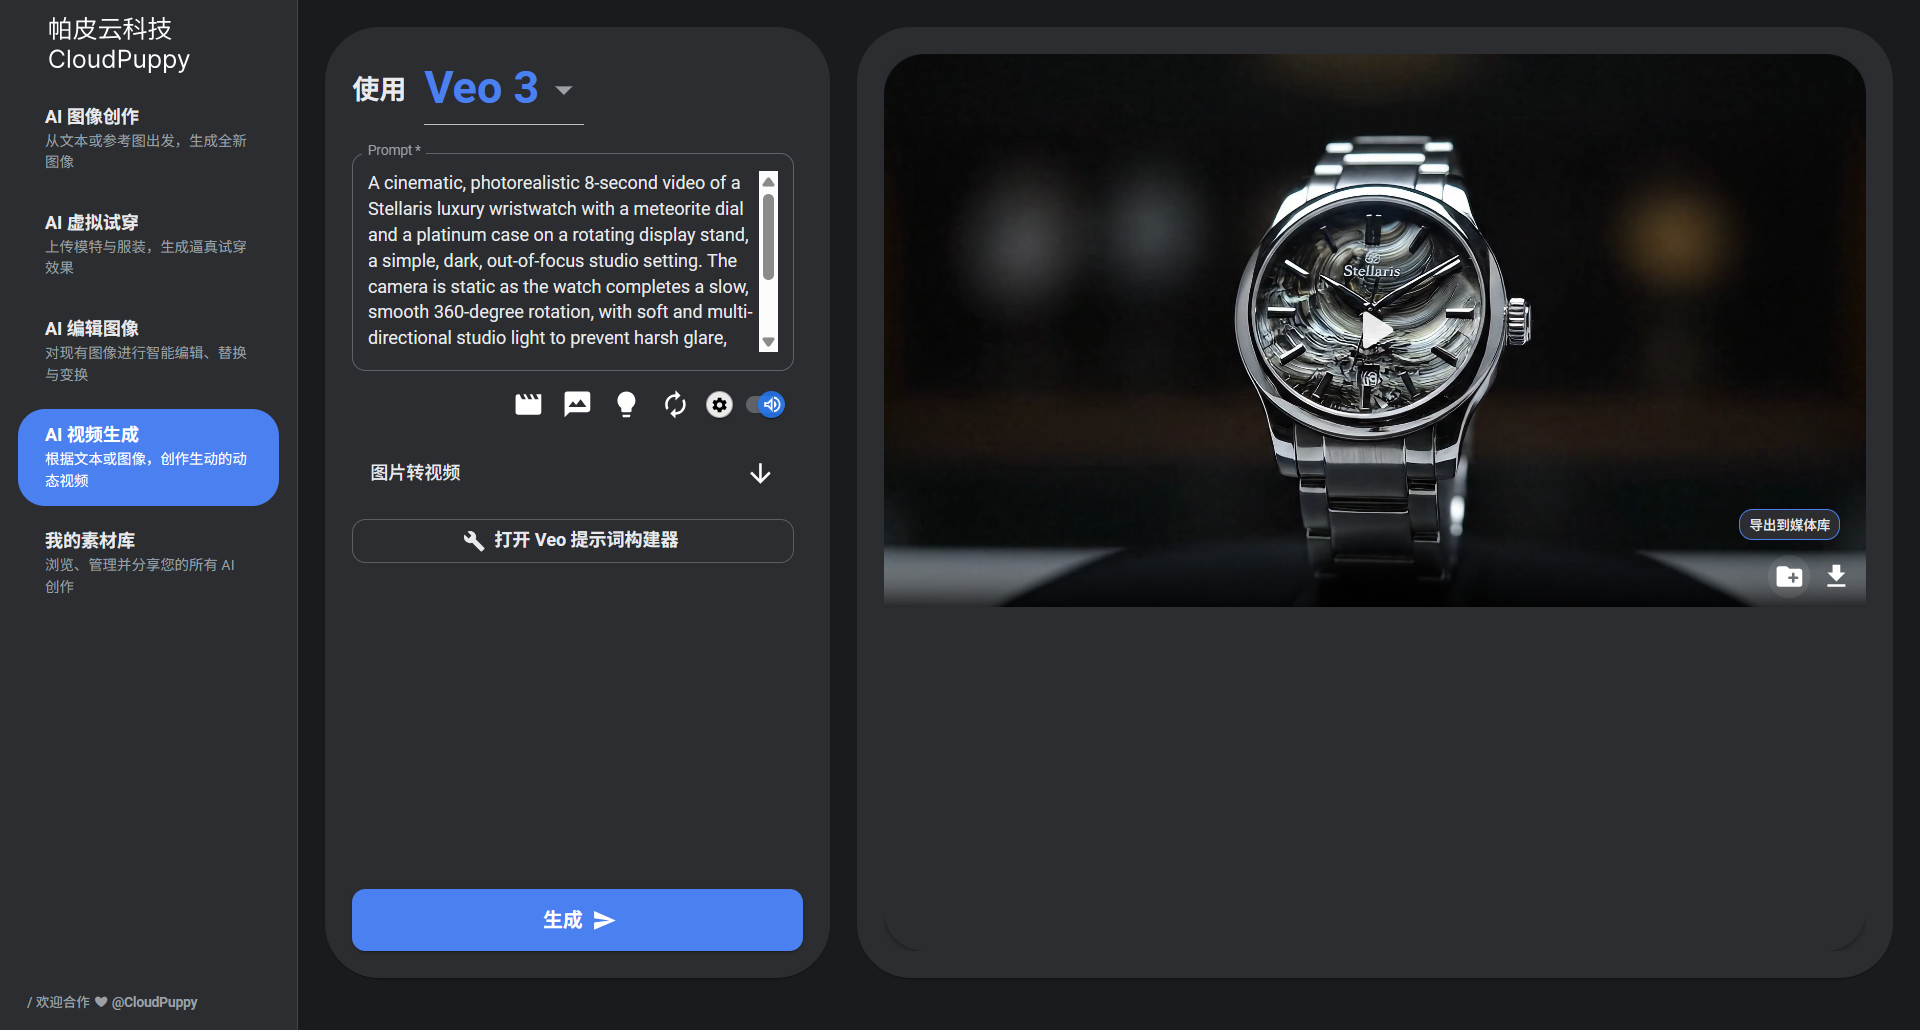 帕皮云科技
CloudPuppy
AI 图像创作
从文本或参考图出发，生成全新
图像
AI 虚拟试穿
上传模特与服装，生成逼真试穿
效果
AI 编辑图像
对现有图像进行智能编辑、替换
与变换
AI 视频生成
根据文本或图像，创作生动的动
态视频
我的素材库
浏览、管理并分享您的所有 AI
创作
/ 欢迎合作 ❤ @CloudPuppy
使用 Veo 3
Prompt *
A cinematic, photorealistic 8-second video of a
Stellaris luxury wristwatch with a meteorite dial
and a platinum case on a rotating display stand,
a simple, dark, out-of-focus studio setting. The
camera is static as the watch completes a slow,
smooth 360-degree rotation, with soft and multi-
directional studio light to prevent harsh glare,
图片转视频
打开 Veo 提示词构建器
生成
Stellaris
导出到媒体库